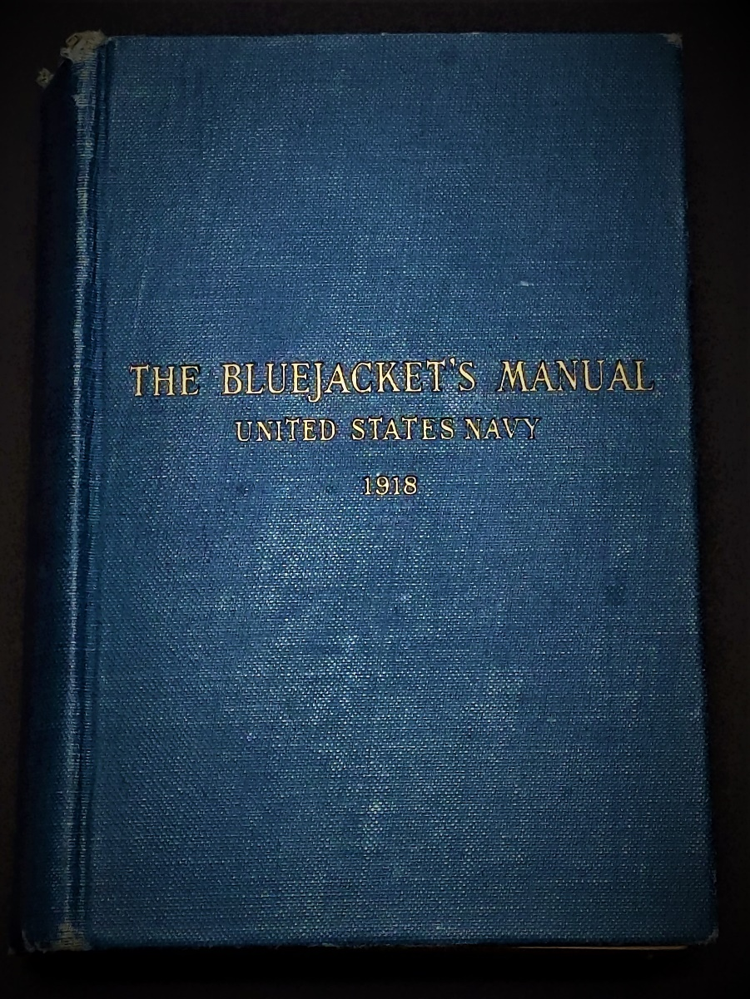 THE BLUEJACKET'S MANUAL
UNITED STATES NAVY
1918